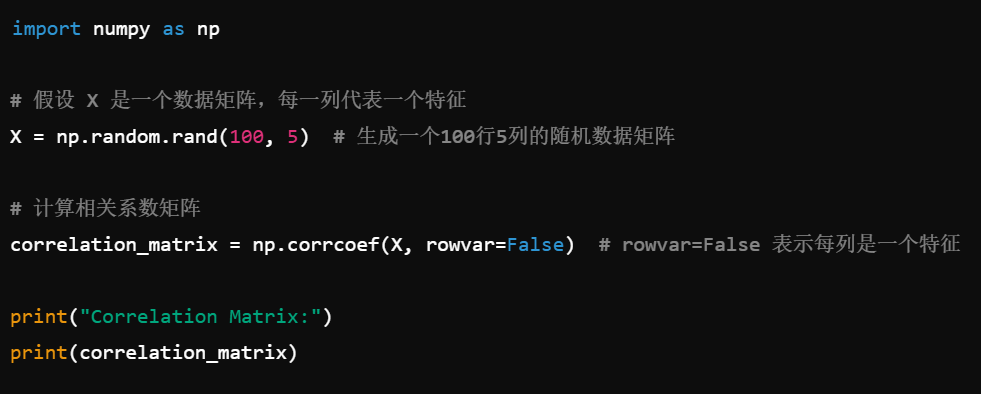 import numpy as np
# 假设 X 是一个数据矩阵，每一列代表一个特征
X = np.random.rand(100, 5)  # 生成一个100行5列的随机数据矩阵
# 计算相关系数矩阵
correlation_matrix = np.corrcoef(X, rowvar=False)  # rowvar=False 表示每列是一个特征
print("Correlation Matrix:")
print(correlation_matrix)